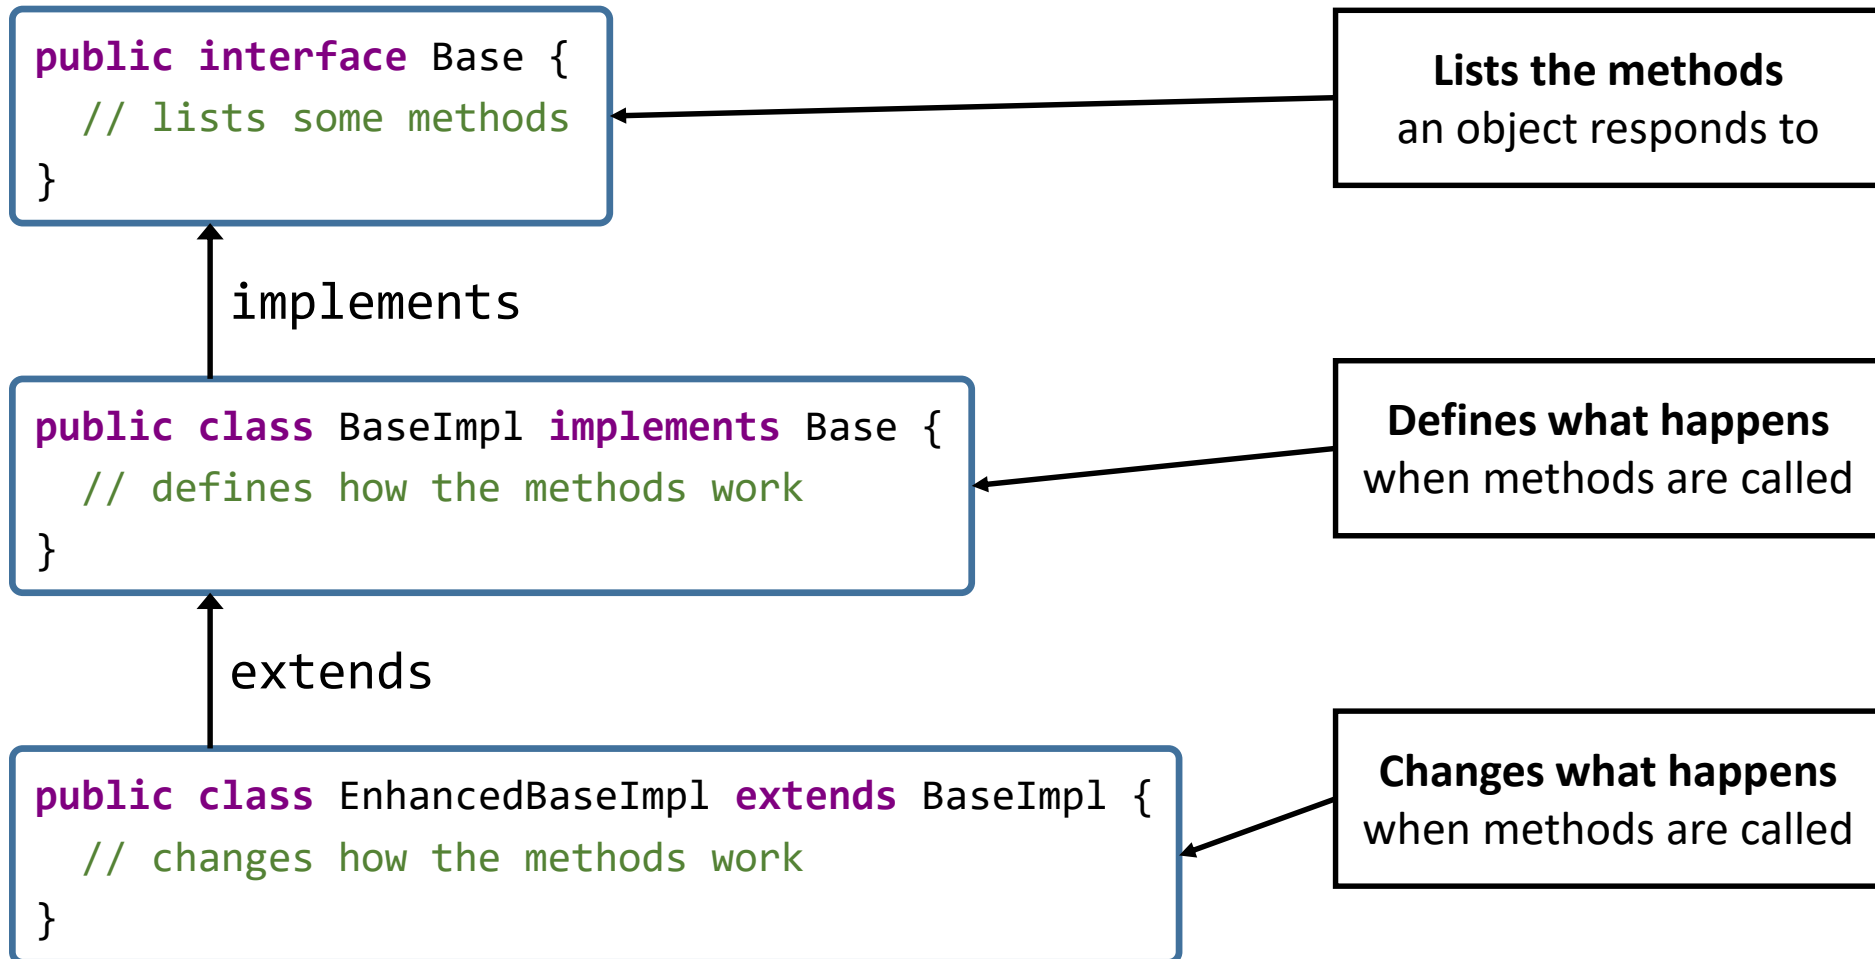 public interface Base {
// lists some methods
}
Lists the methods
an object responds to
implements
public class BaseImpl implements Base {
// defines how the methods work
}
Defines what happens
when methods are called
extends
public class EnhancedBaseImpl extends BaseImpl {
// changes how the methods work
}
Changes what happens
when methods are called